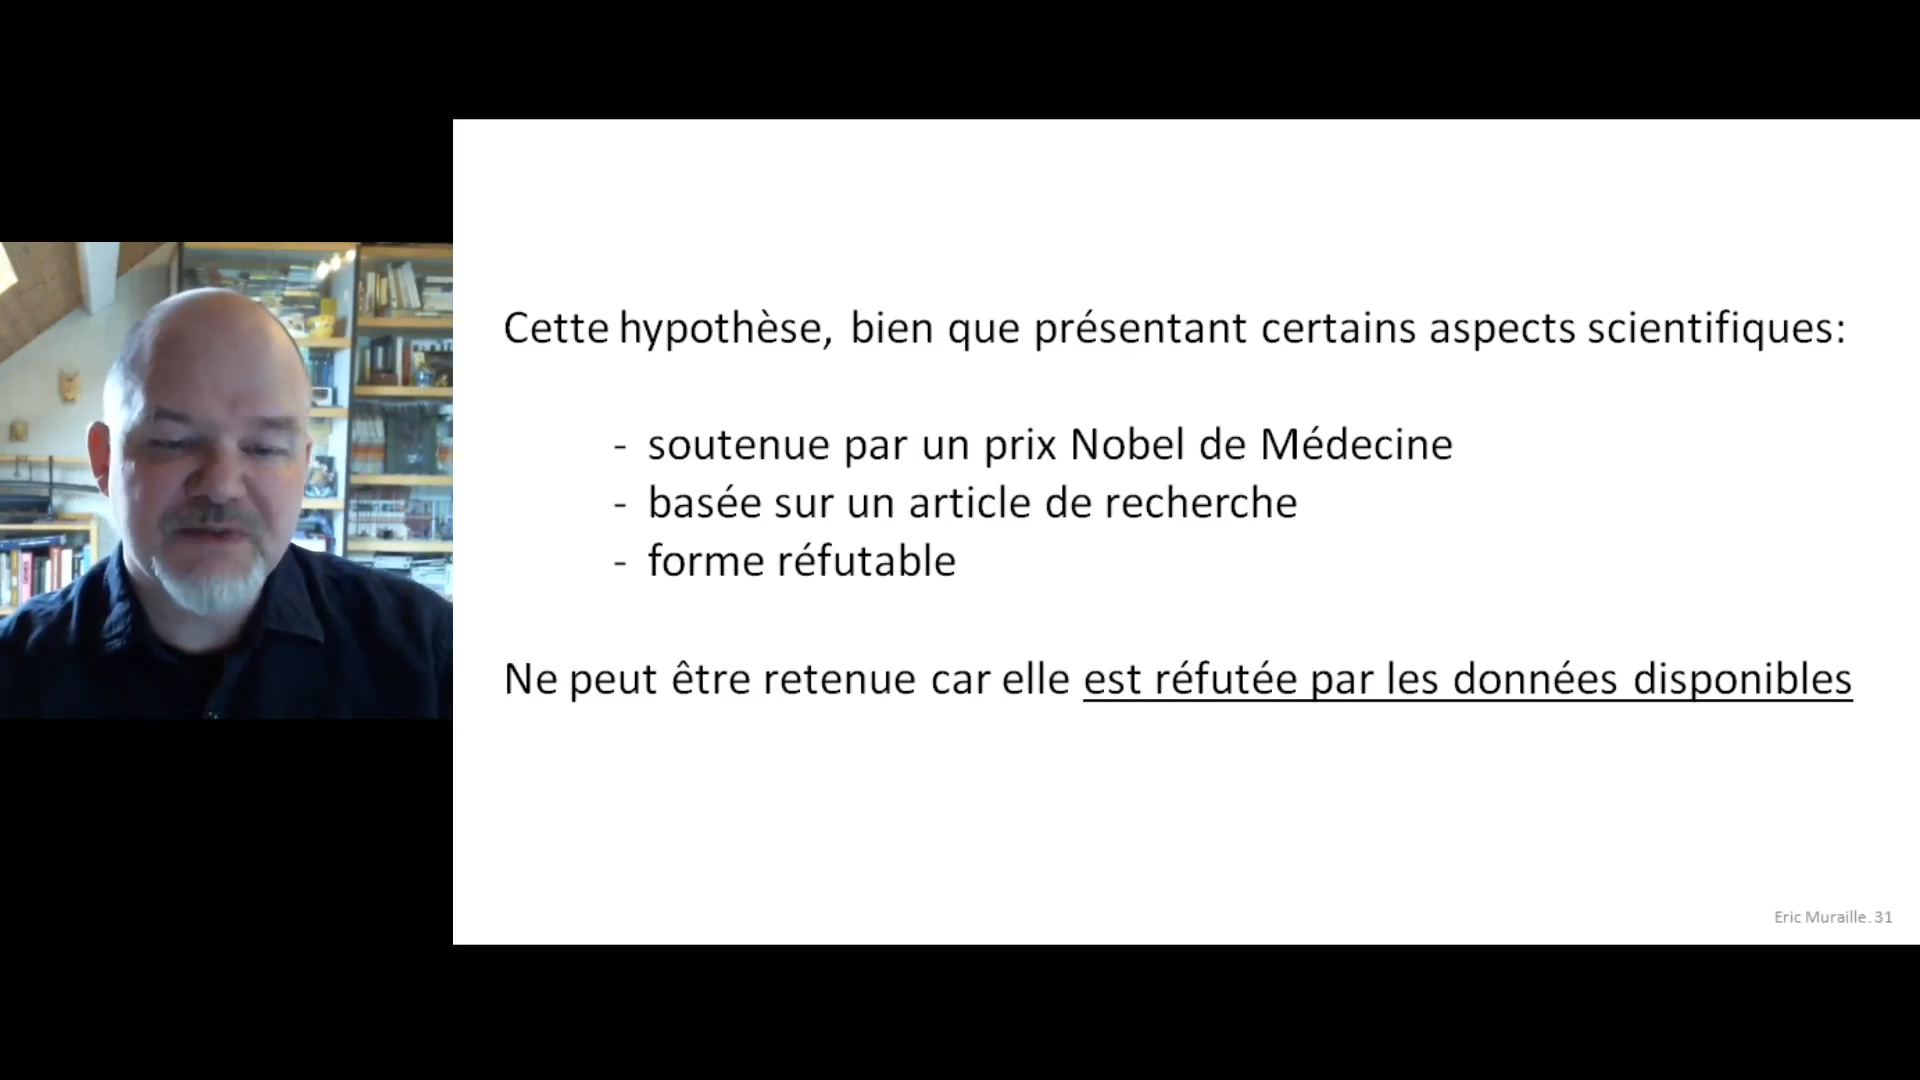 Cette hypothèse, bien que présentant certains aspects scientifiques:
- soutenue par un prix Nobel de Médecine
- basée sur un article de recherche
- forme réfutable
Ne peut être retenue car elle est réfutée par les données disponibles
Eric Muraille. 31